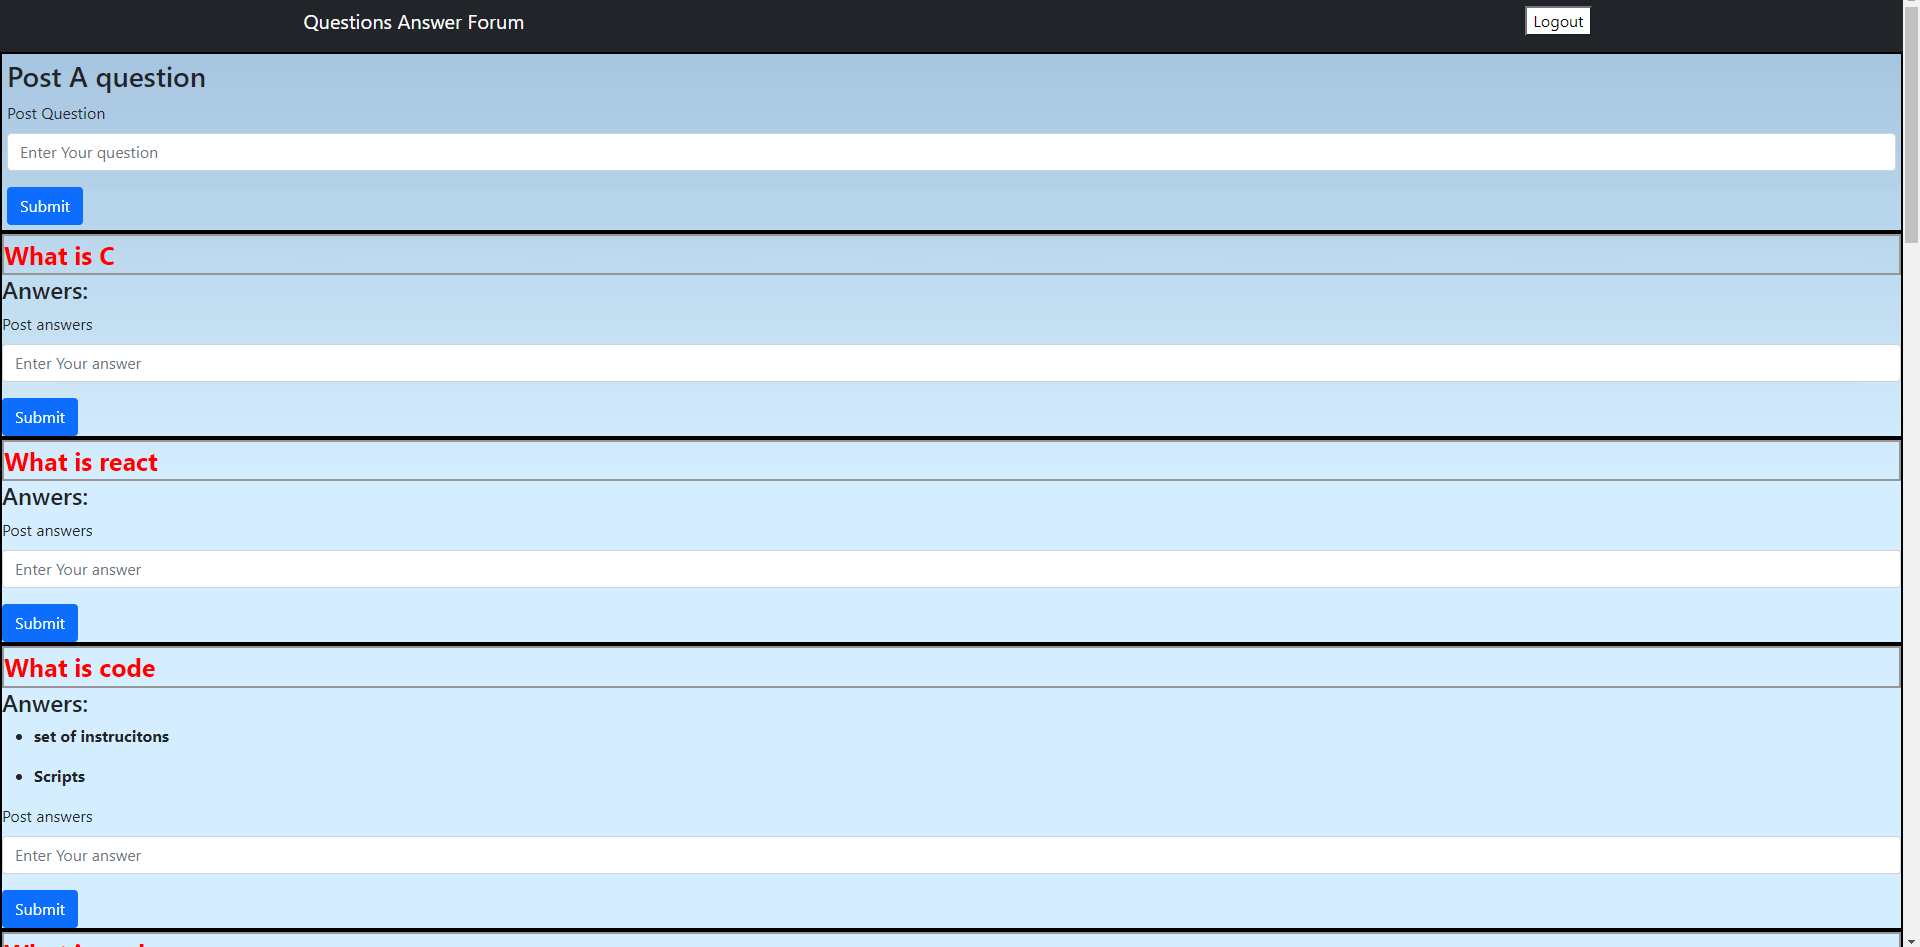 Questions Answer Forum Logout
Post A question
Post Question
Enter Your question
Submit
What is C
Anwers:
Post answers
Enter Your answer
Submit
What is react
Anwers:
Post answers
Enter Your answer
Submit
What is code
Anwers:
set of instrucitons
Scripts
Post answers
Enter Your answer
Submit